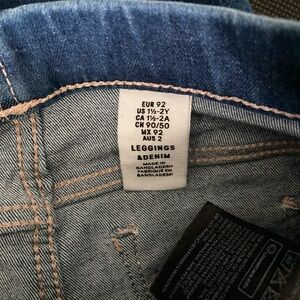 EUR 92
US 1½-2Y
CA 1½-2A
CN 90/50
MX 92
AUS 2
LEGGINGS
&DENIM
MADE IN
BANGLADESH
FABRIQUÉ EN
BANGLADESH